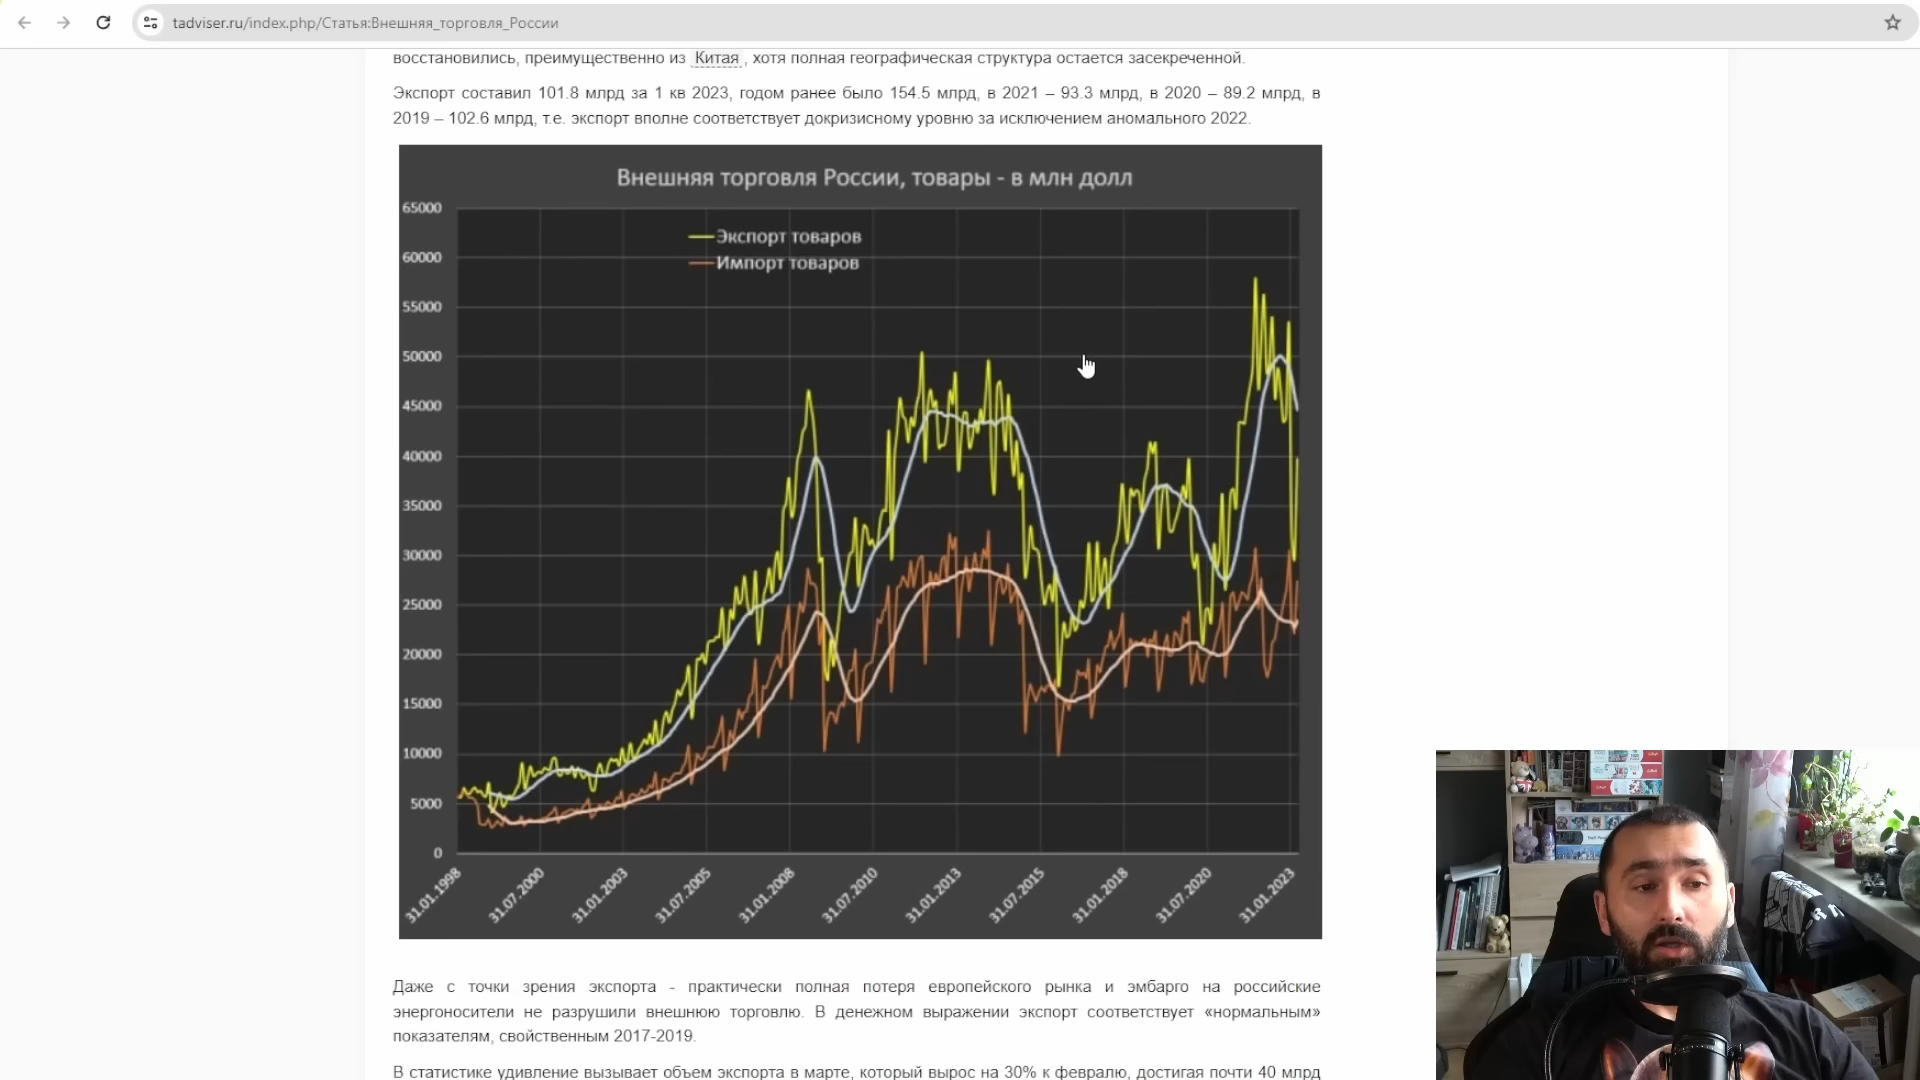 tadviser.ru/index.php/Статья:Внешняя_торговля_России
восстановились, преимущественно из Китая, хотя полная географическая структура остается засекреченной.
Экспорт составил 101.8 млрд за 1 кв 2023, годом ранее было 154.5 млрд, в 2021 – 93.3 млрд, в 2020 – 89.2 млрд, в
2019 – 102.6 млрд, т.е. экспорт вполне соответствует докризисному уровню за исключением аномального 2022.
Внешняя торговля России, товары - в млн долл
Экспорт товаров
Импорт товаров
65000
60000
55000
50000
45000
40000
35000
30000
25000
20000
15000
10000
5000
0
31.01.1998
31.07.2000
31.01.2003
31.07.2005
31.01.2008
31.07.2010
31.01.2013
31.07.2015
31.01.2018
31.07.2020
31.01.2023
Даже с точки зрения экспорта - практически полная потеря европейского рынка и эмбарго на российские
энергоносители не разрушили внешнюю торговлю. В денежном выражении экспорт соответствует «нормальным»
показателям, свойственным 2017-2019.
В статистике удивление вызывает объем экспорта в марте, который вырос на 30% к февралю, достигая почти 40 млрд